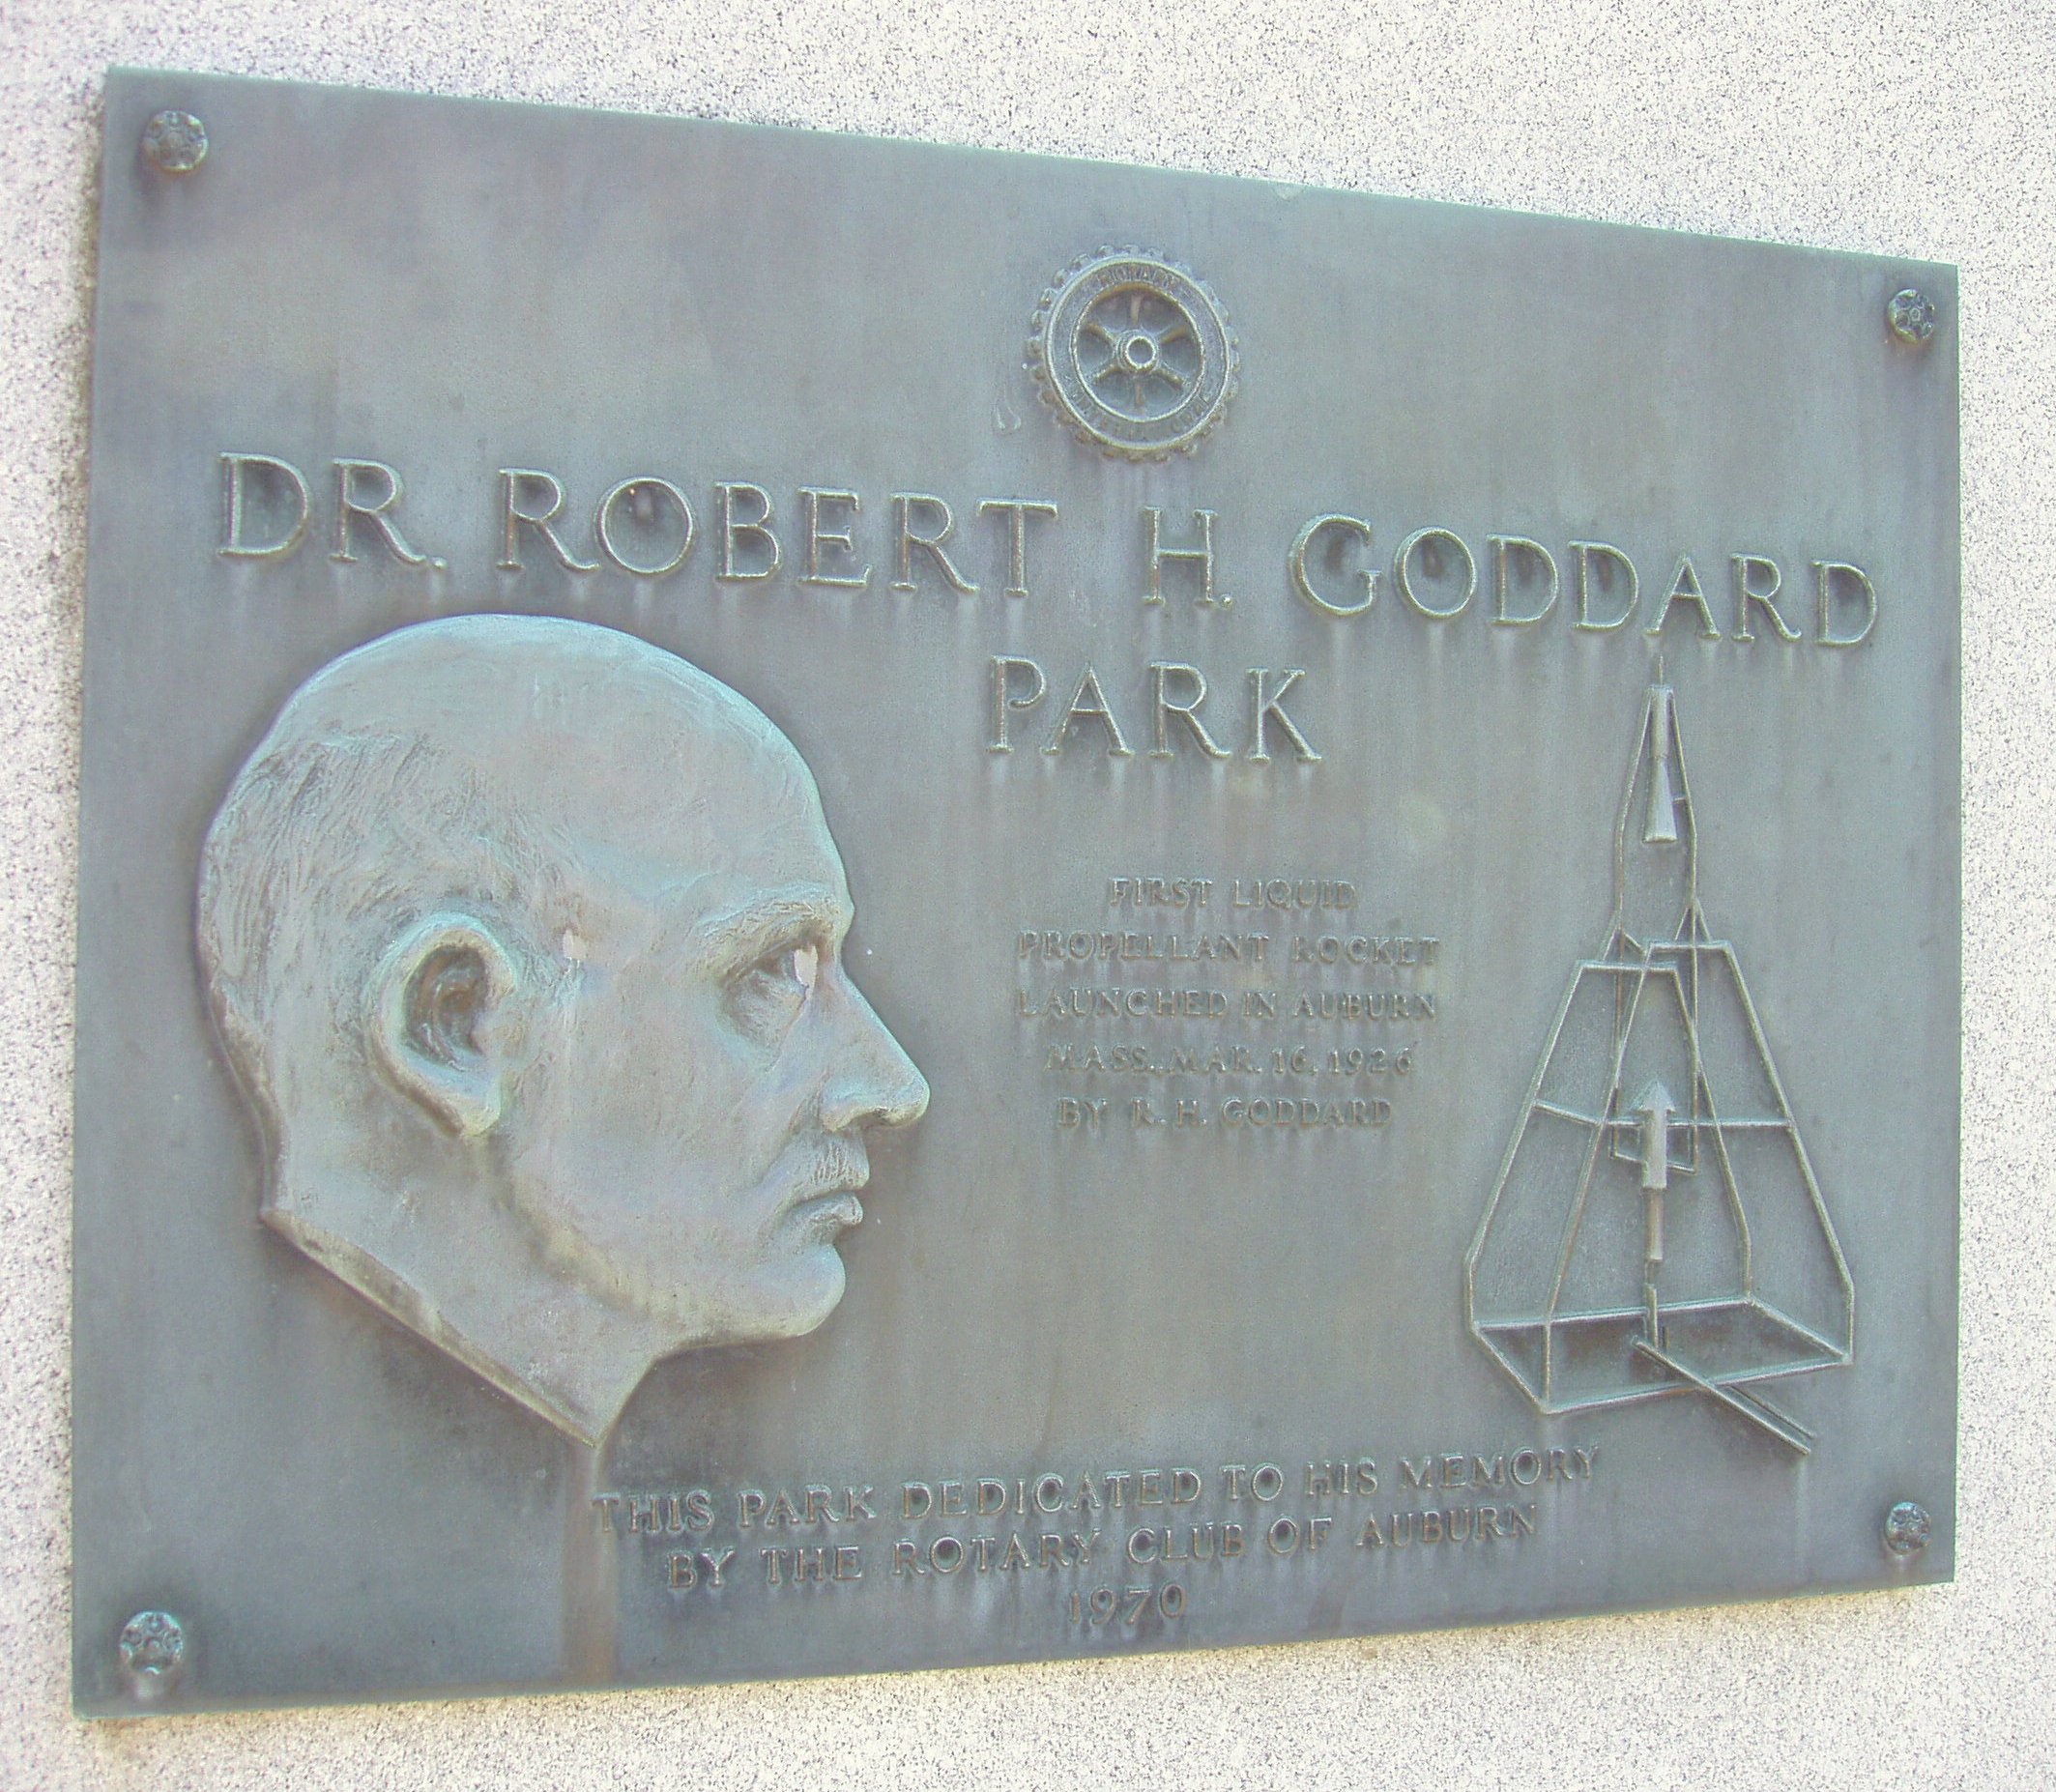 DR. ROBERT H. GODDARD
PARK
FIRST LIQUID
PROPELLANT ROCKET
LAUNCHED IN AUBURN
MASS., MAR. 16, 1926
BY R. H. GODDARD
THIS PARK DEDICATED TO HIS MEMORY
BY THE ROTARY CLUB OF AUBURN
1970